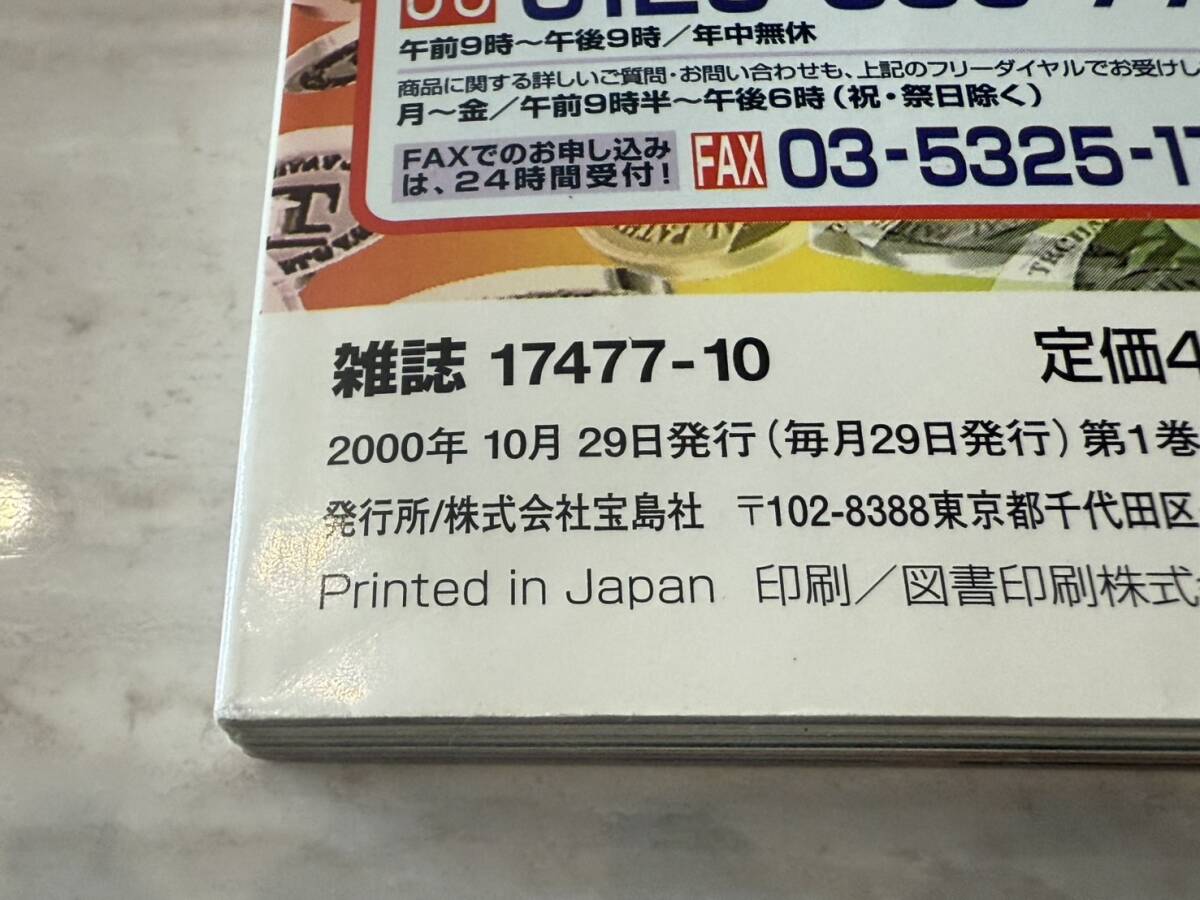 午前9時～午後9時／年中無休
商品に関する詳しいご質問・お問い合わせも、上記のフリーダイヤルでお受けし
月～金／午前9時半～午後6時（祝・祭日除く）
FAXでのお申し込み
は、24時間受付！
FAX 03-5325-1
雑誌 17477-10 定価4
2000年 10月 29日発行（毎月29日発行）第1巻
発行所/株式会社宝島社 〒102-8388東京都千代田区
Printed in Japan 印刷／図書印刷株式